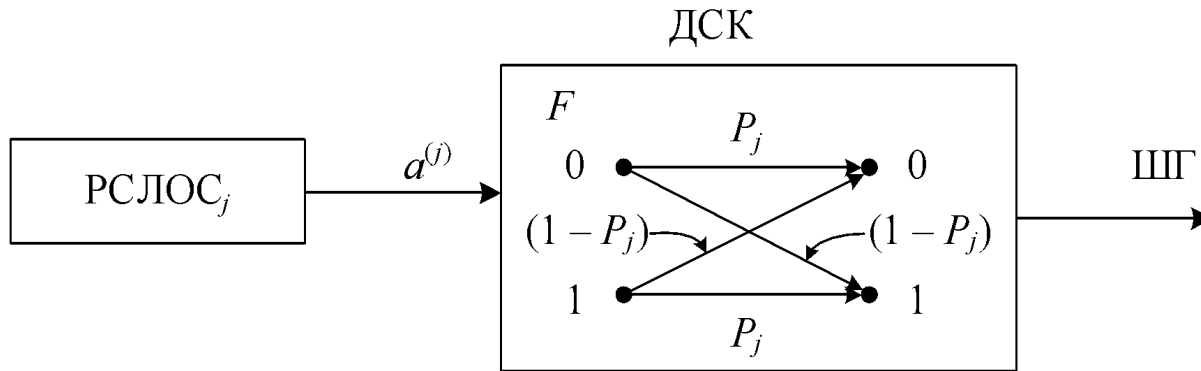 ДСК
F
P_j
0 0
РСЛОС_j
a^{(j)}
ШГ
(1 – P_j) (1 – P_j)
1 1
P_j